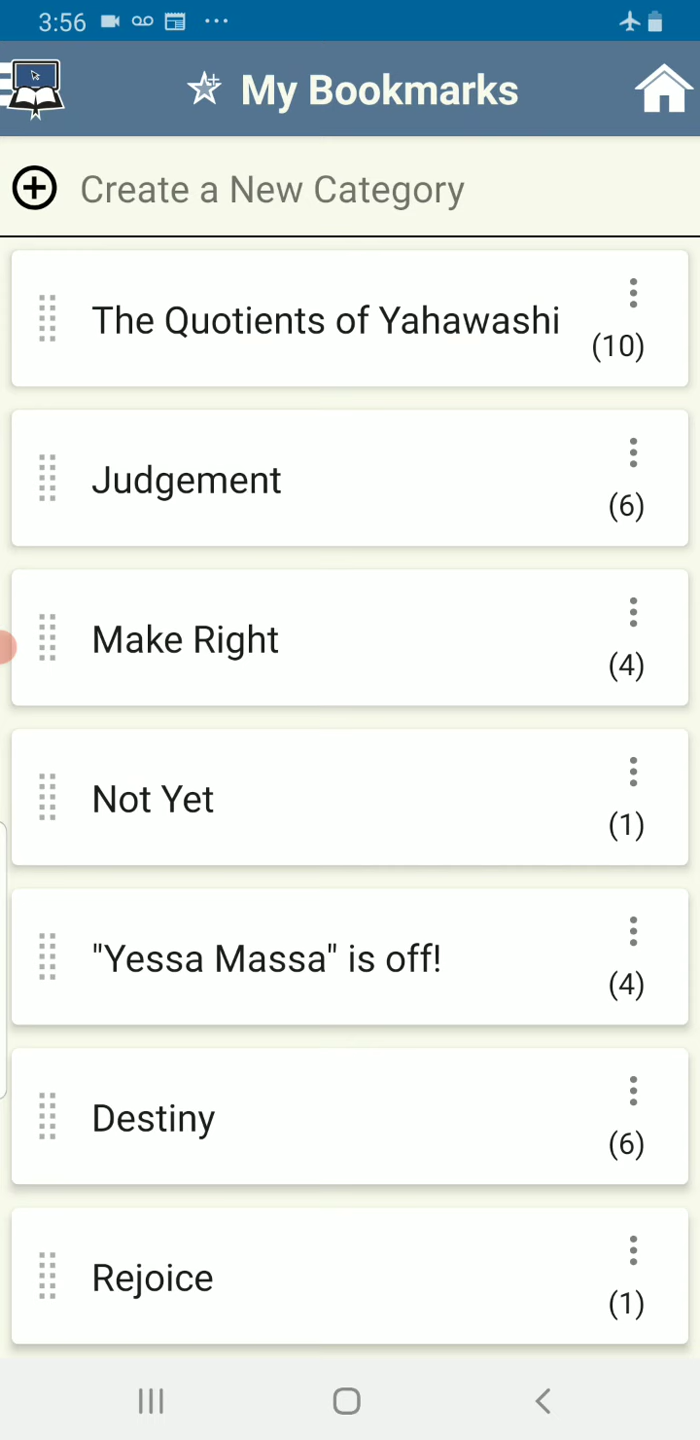 3:56
My Bookmarks
Create a New Category
The Quotients of Yahawashi
(10)
Judgement
(6)
Make Right
(4)
Not Yet
(1)
"Yessa Massa" is off!
(4)
Destiny
(6)
Rejoice
(1)